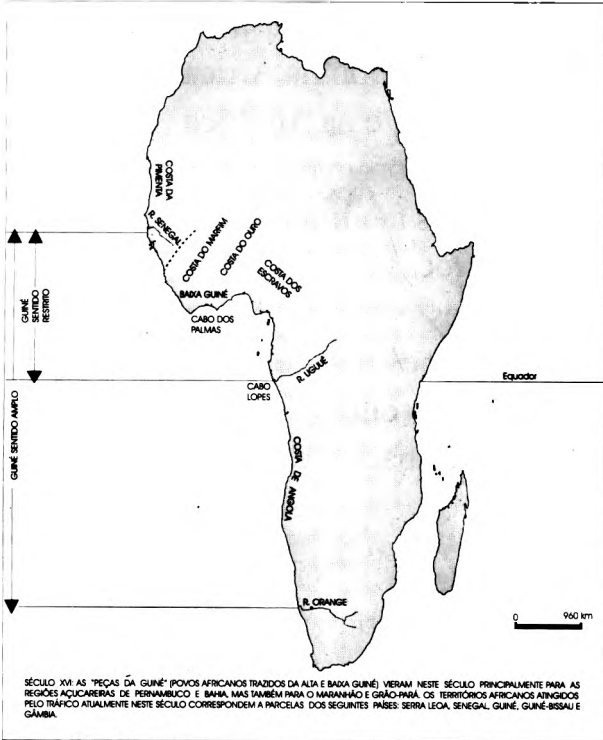 COSTA DA
PIMENTA
R. SENEGAL
COSTA DO MARFIM
COSTA DO OURO
COSTA DOS
ESCRAVOS
BAIXA GUINÉ
CABO DOS
PALMAS
GUINÉ
SENTIDO
RESTRITO
R. UGUUÉ
Equador
CABO
LOPES
GUINÉ SENTIDO AMPLO
COSTA DE ANGOLA
R. ORANGE
0 960 km
SÉCULO XVI: AS "PEÇAS DA GUINÉ" (POVOS AFRICANOS TRAZIDOS DA ALTA E BAIXA GUINÉ) VIERAM NESTE SÉCULO PRINCIPALMENTE PARA AS
REGIÕES AÇUCAREIRAS DE PERNAMBUCO E BAHIA, MAS TAMBÉM PARA O MARANHÃO E GRÃO-PARÁ. OS TERRITÓRIOS AFRICANOS ATINGIDOS
PELO TRÁFICO ATUALMENTE NESTE SÉCULO CORRESPONDEM A PARCELAS DOS SEGUINTES PAÍSES: SERRA LEOA, SENEGAL, GUINÉ, GUINÉ-BISSAU E
GÂMBIA.